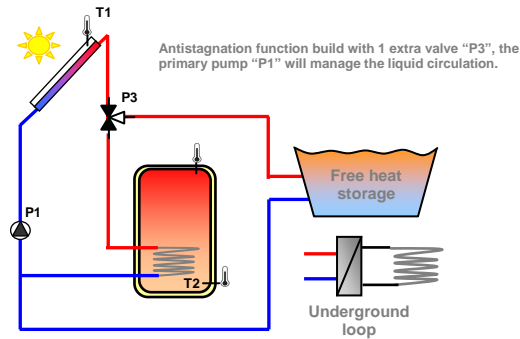 T1
Antistagnation function build with 1 extra valve “P3”, the
primary pump “P1” will manage the liquid circulation.
P3
Free heat
storage
P1
T2
Underground
loop